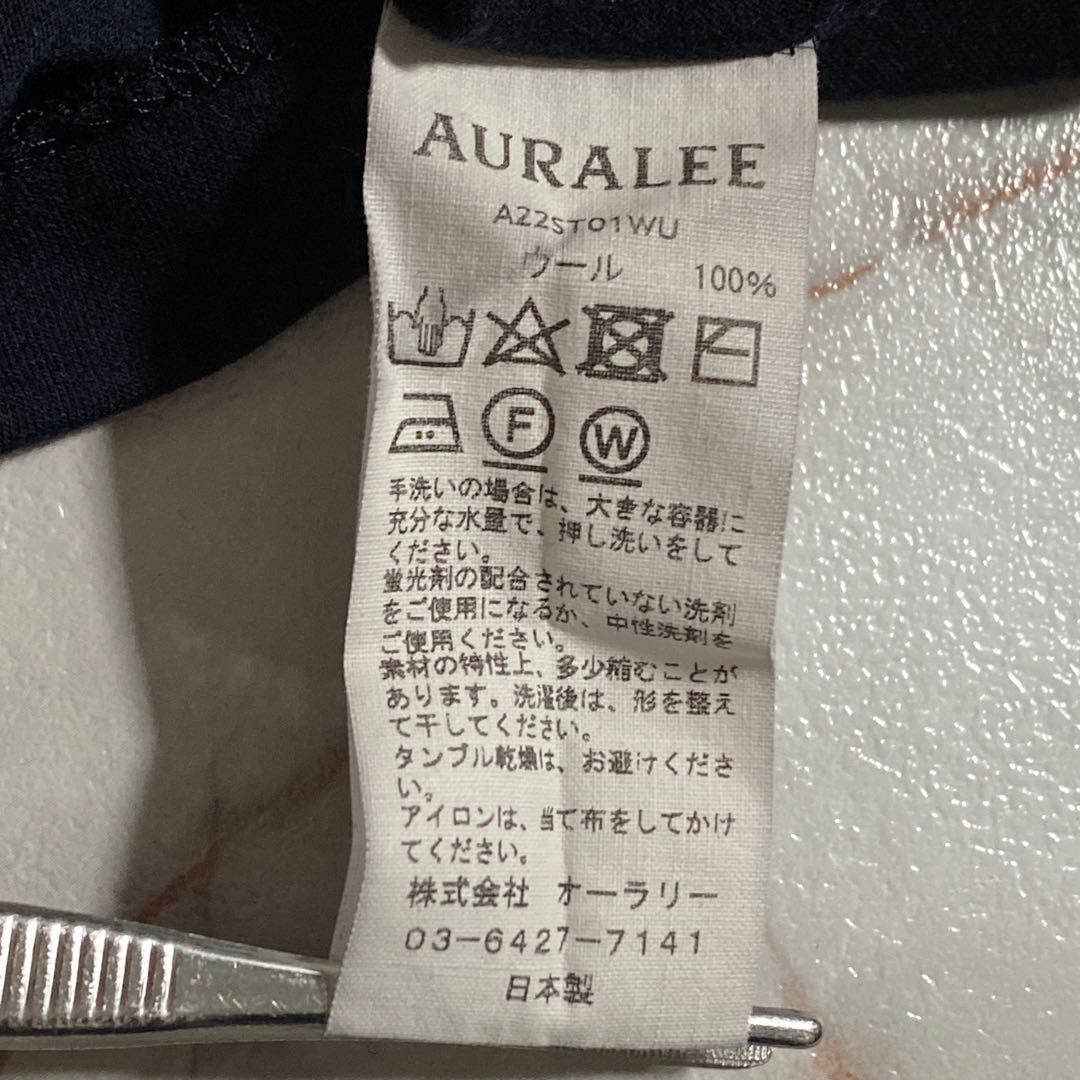 AURALEE
A22ST01WU
ウール 100%
F W
手洗いの場合は、大きな容器に
充分な水量で、押し洗いをして
ください。
蛍光剤の配合されていない洗剤
をご使用になるか、中性洗剤を
ご使用ください。
素材の特性上、多少縮むことが
あります。洗濯後は、形を整え
て干してください。
タンブル乾燥は、お避けくださ
い。
アイロンは、当て布をしてかけ
てください。
株式会社 オーラリー
03-6427-7141
日本製